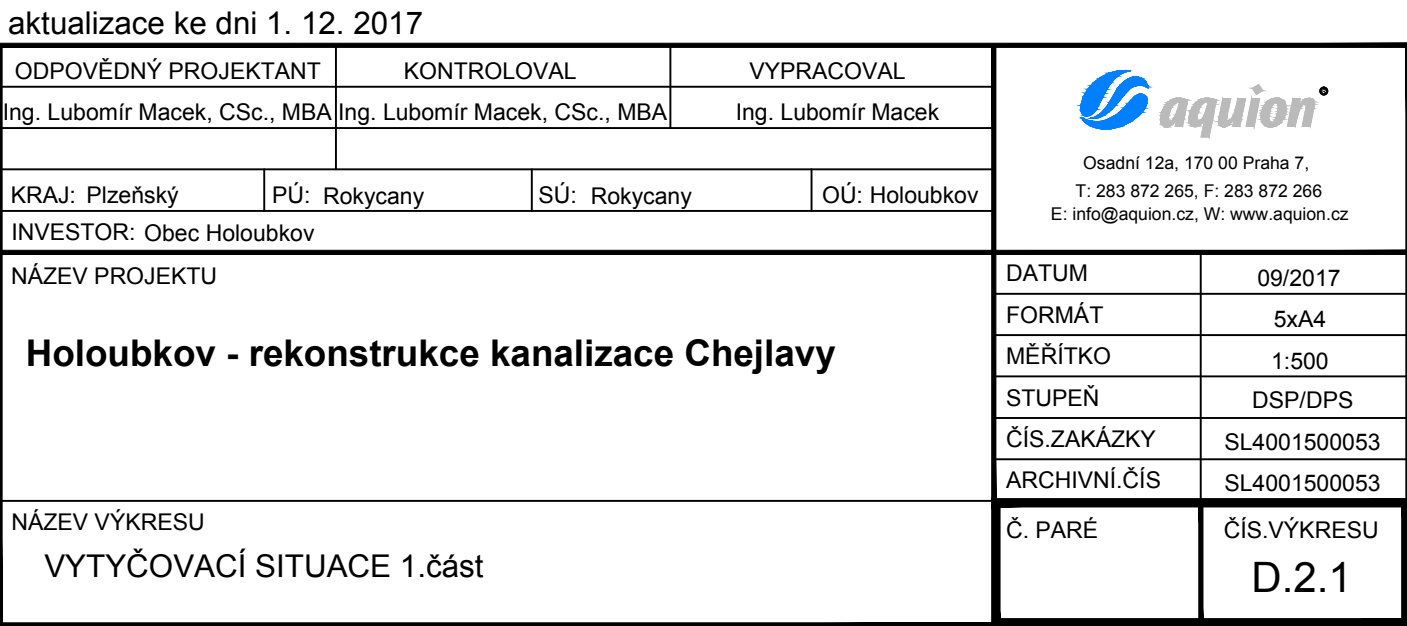 aktualizace ke dni 1. 12. 2017
ODPOVĚDNÝ PROJEKTANT KONTROLOVAL VYPRACOVAL
Ing. Lubomír Macek, CSc., MBA Ing. Lubomír Macek, CSc., MBA Ing. Lubomír Macek
KRAJ: Plzeňský PÚ: Rokycany SÚ: Rokycany OÚ: Holoubkov
INVESTOR: Obec Holoubkov
aquion
Osadní 12a, 170 00 Praha 7,
T: 283 872 265, F: 283 872 266
E: info@aquion.cz, W: www.aquion.cz
NÁZEV PROJEKTU
Holoubkov - rekonstrukce kanalizace Chejlavy
DATUM 09/2017
FORMÁT 5xA4
MĚŘÍTKO 1:500
STUPEŇ DSP/DPS
ČÍS.ZAKÁZKY SL4001500053
ARCHIVNÍ.ČÍS SL4001500053
NÁZEV VÝKRESU
VYTYČOVACÍ SITUACE 1.část
Č. PARÉ ČÍS.VÝKRESU
D.2.1